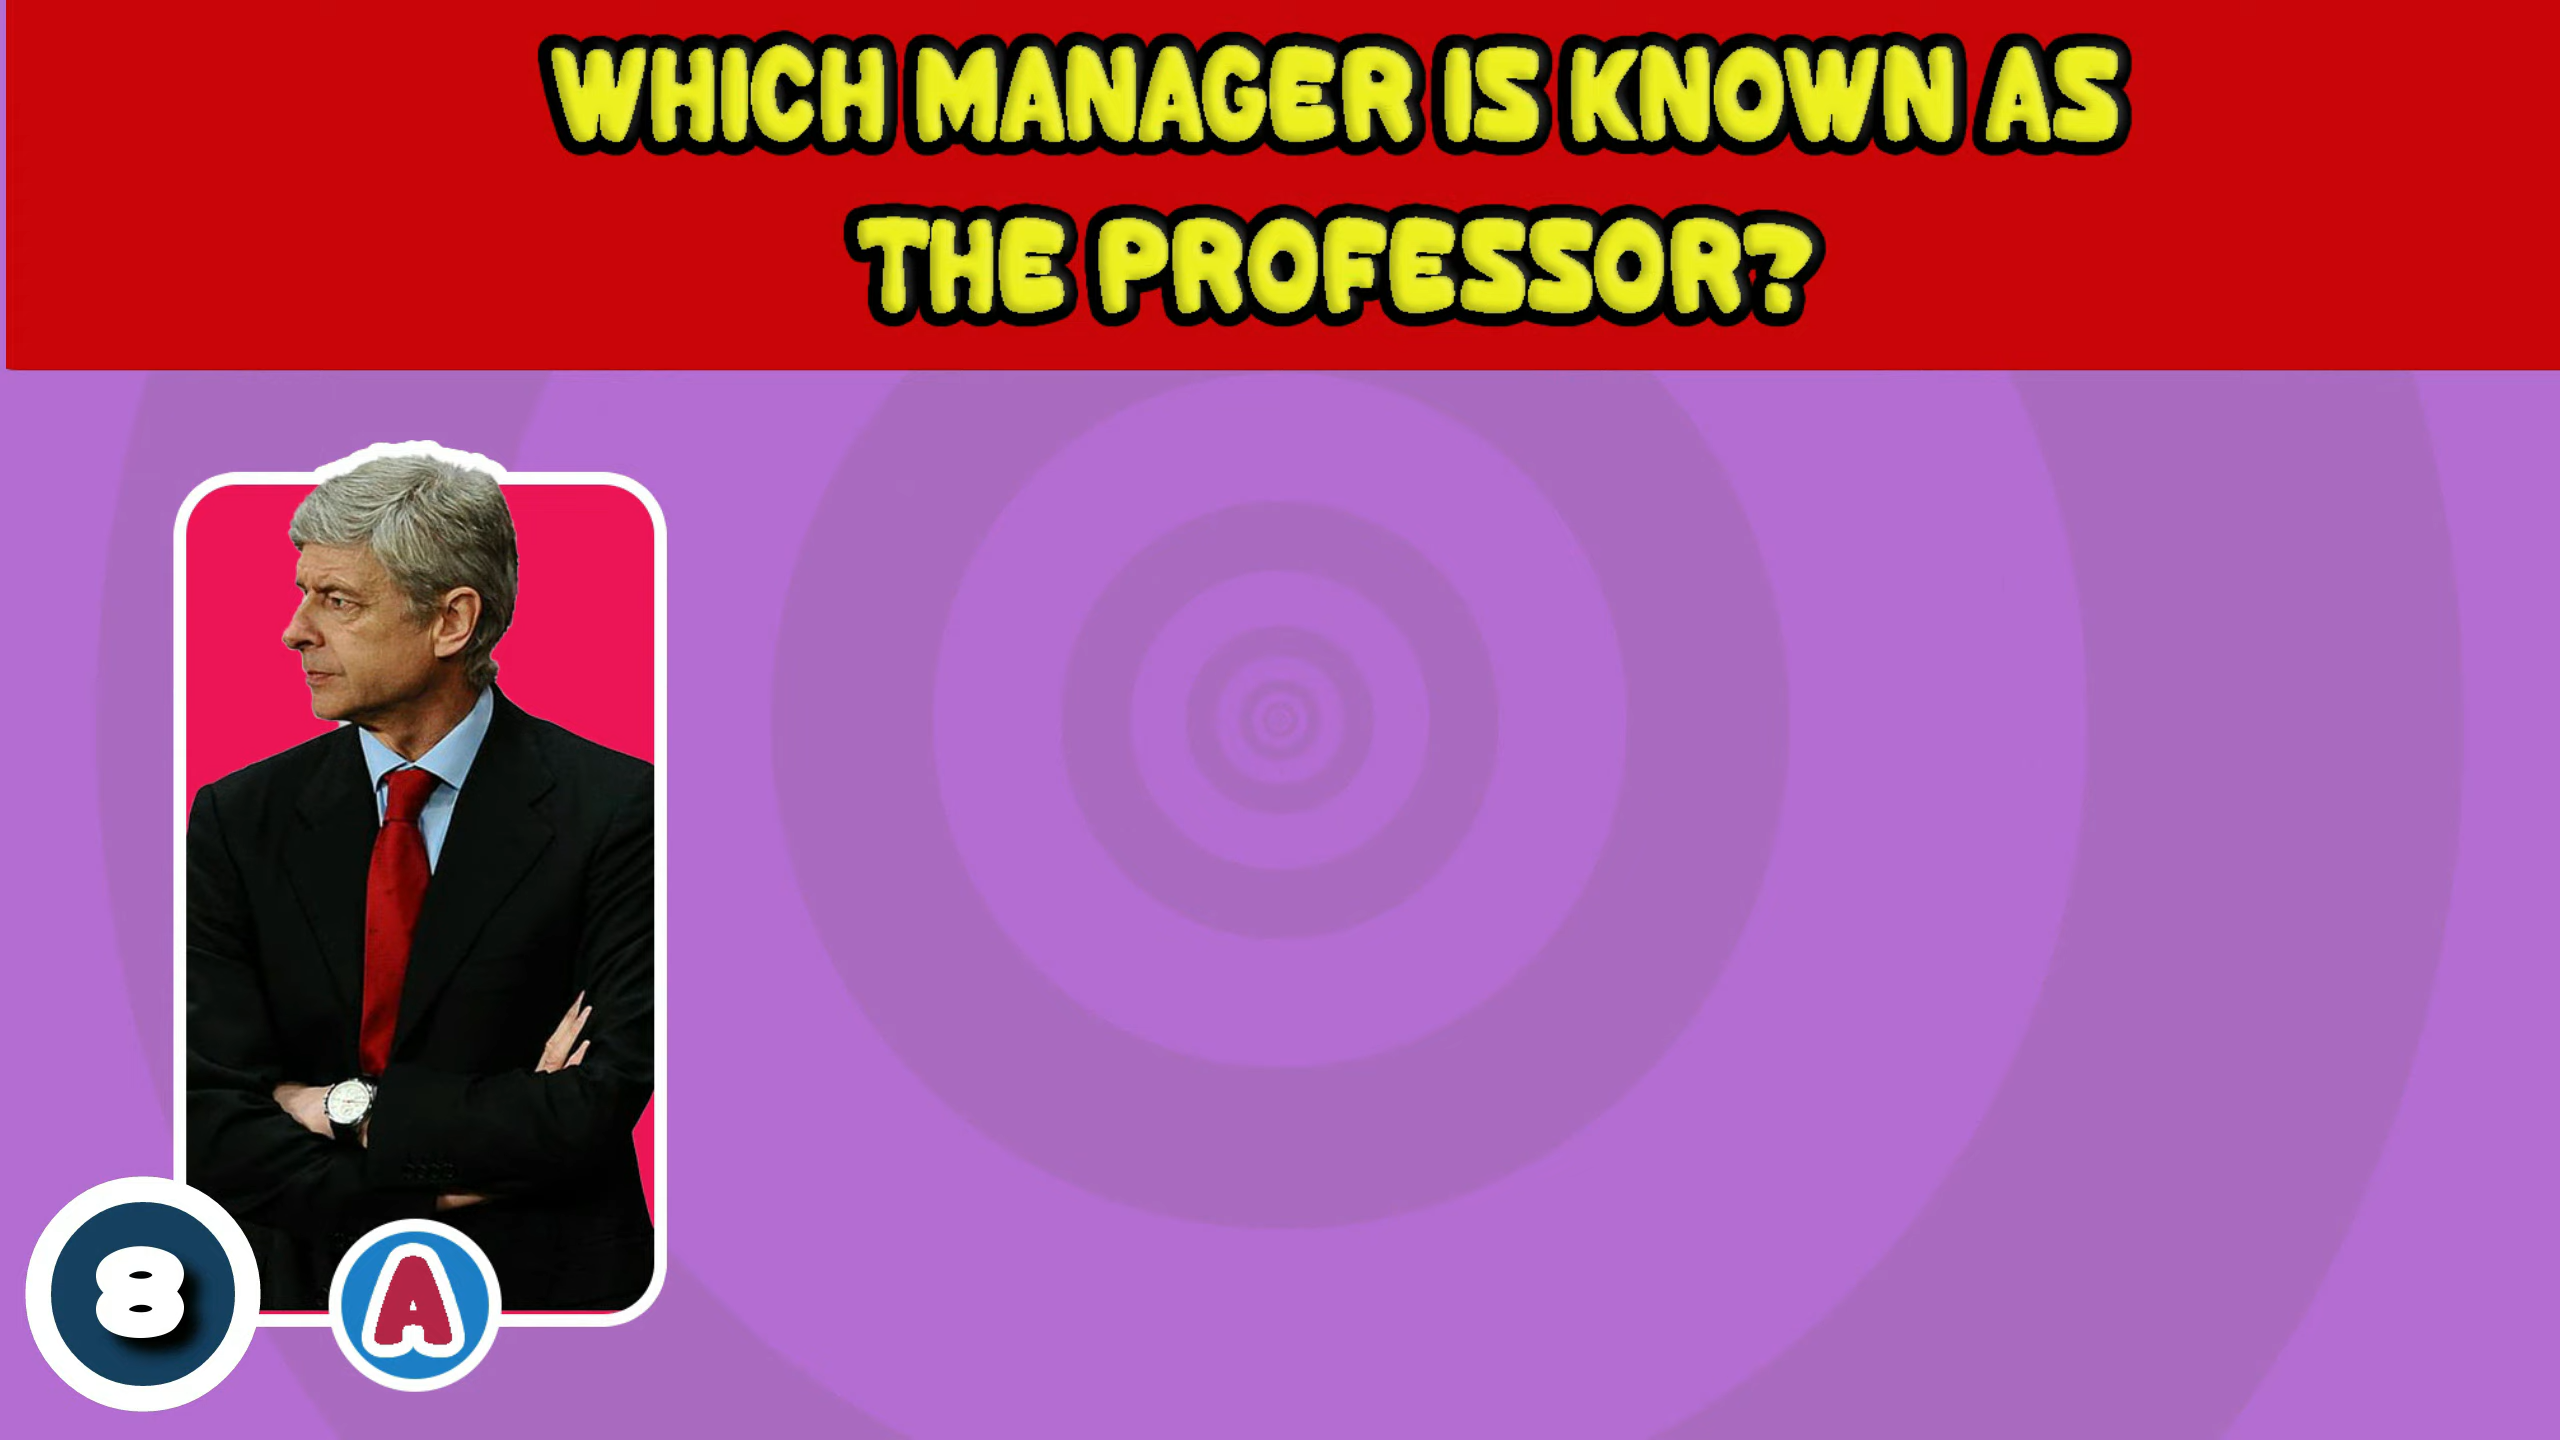 WHICH MANAGER IS KNOWN AS
THE PROFESSOR?
8
A